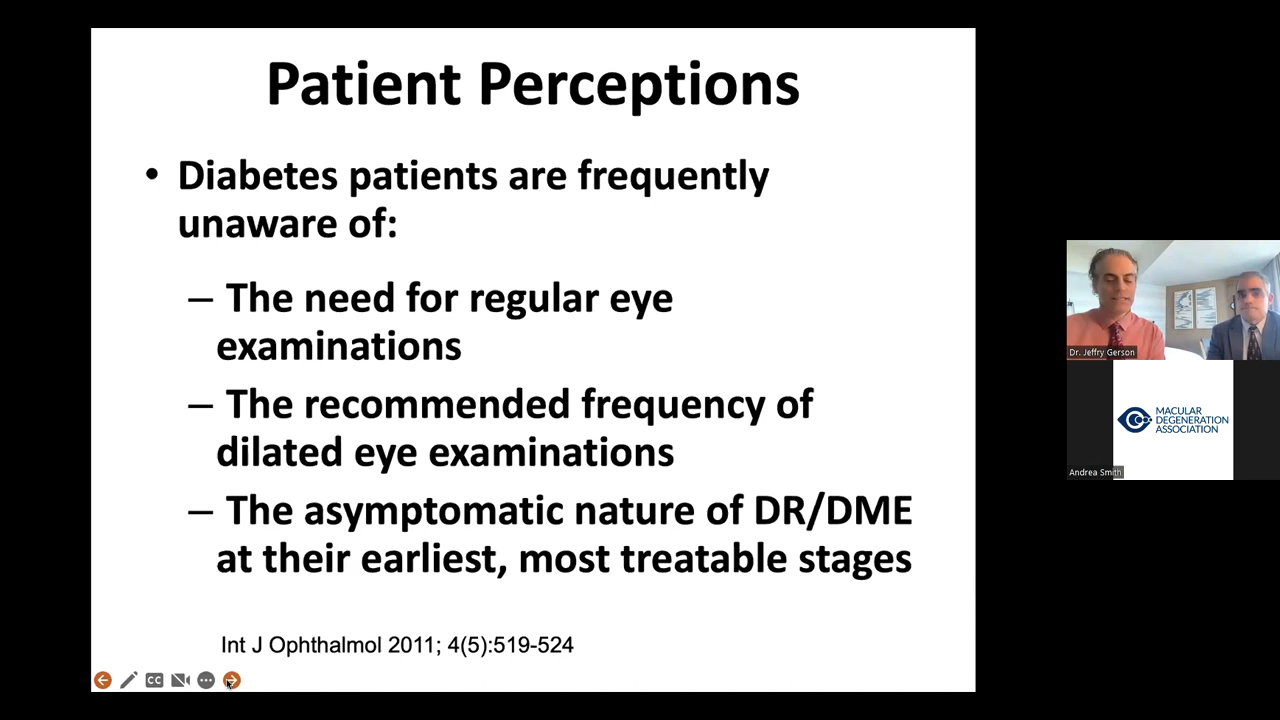 Patient Perceptions
• Diabetes patients are frequently
unaware of:
– The need for regular eye
examinations
– The recommended frequency of
dilated eye examinations
– The asymptomatic nature of DR/DME
at their earliest, most treatable stages
Int J Ophthalmol 2011; 4(5):519-524
CC
Dr. Jeffry Gerson
MACULAR
DEGENERATION
ASSOCIATION
Andrea Smith